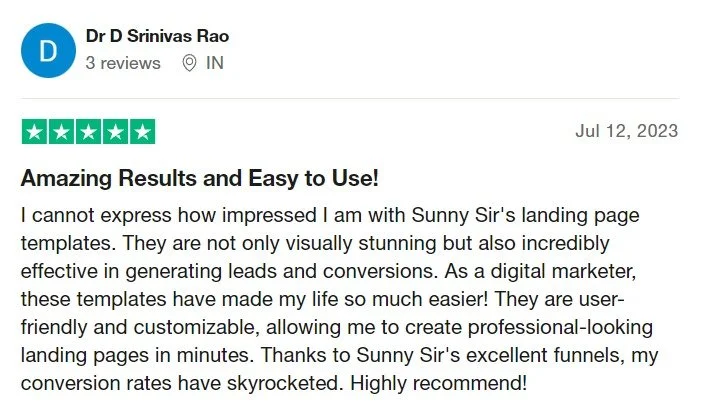 D
Dr D Srinivas Rao
3 reviews IN
Jul 12, 2023
Amazing Results and Easy to Use!
I cannot express how impressed I am with Sunny Sir's landing page
templates. They are not only visually stunning but also incredibly
effective in generating leads and conversions. As a digital marketer,
these templates have made my life so much easier! They are user-
friendly and customizable, allowing me to create professional-looking
landing pages in minutes. Thanks to Sunny Sir's excellent funnels, my
conversion rates have skyrocketed. Highly recommend!